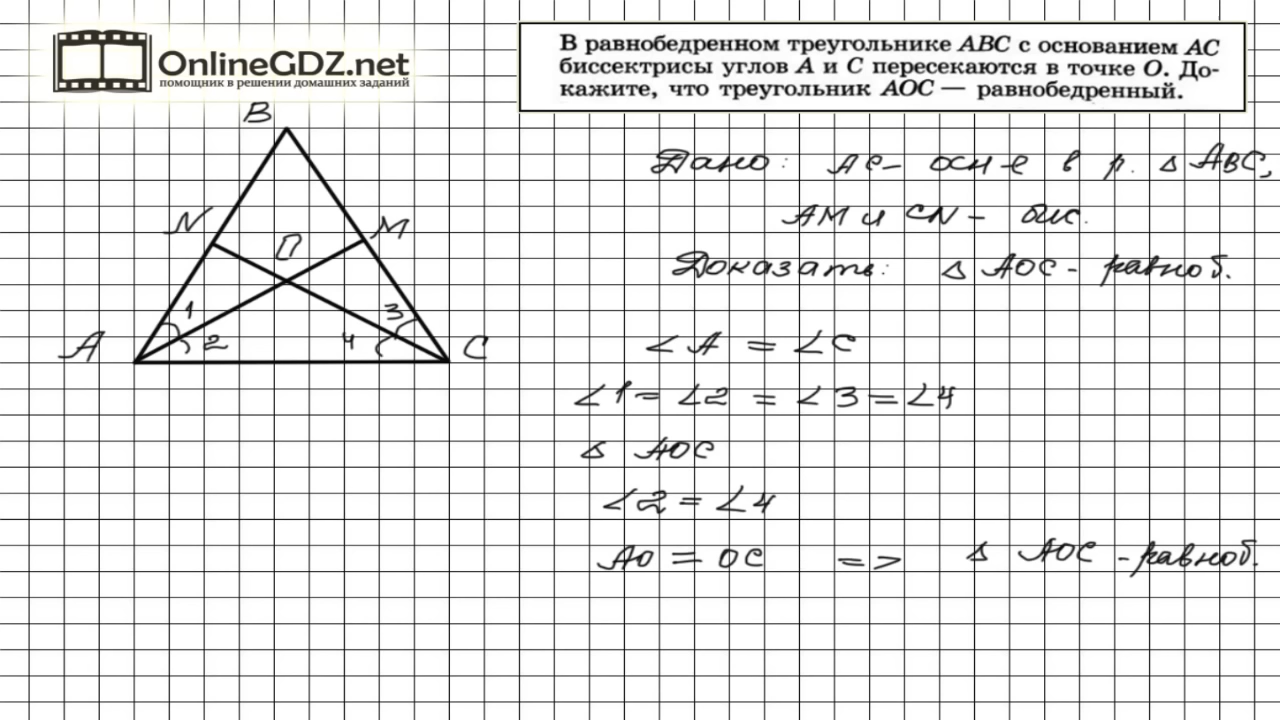 OnlineGDZ.net
помощник в решении домашних заданий
В равнобедренном треугольнике ABC с основанием AC
биссектрисы углов A и C пересекаются в точке O. До-
кажите, что треугольник AOC — равнобедренный.
B
N
M
O
1
3
A
2
4
C
Дано: AC- осн-е в р. △ABC,
AM и CN - бис.
Доказать: △ AOC - равноб.
∠A = ∠C
∠1 = ∠2 = ∠3 = ∠4
△ AOC
∠2 = ∠4
AO = OC => △ AOC - равноб.